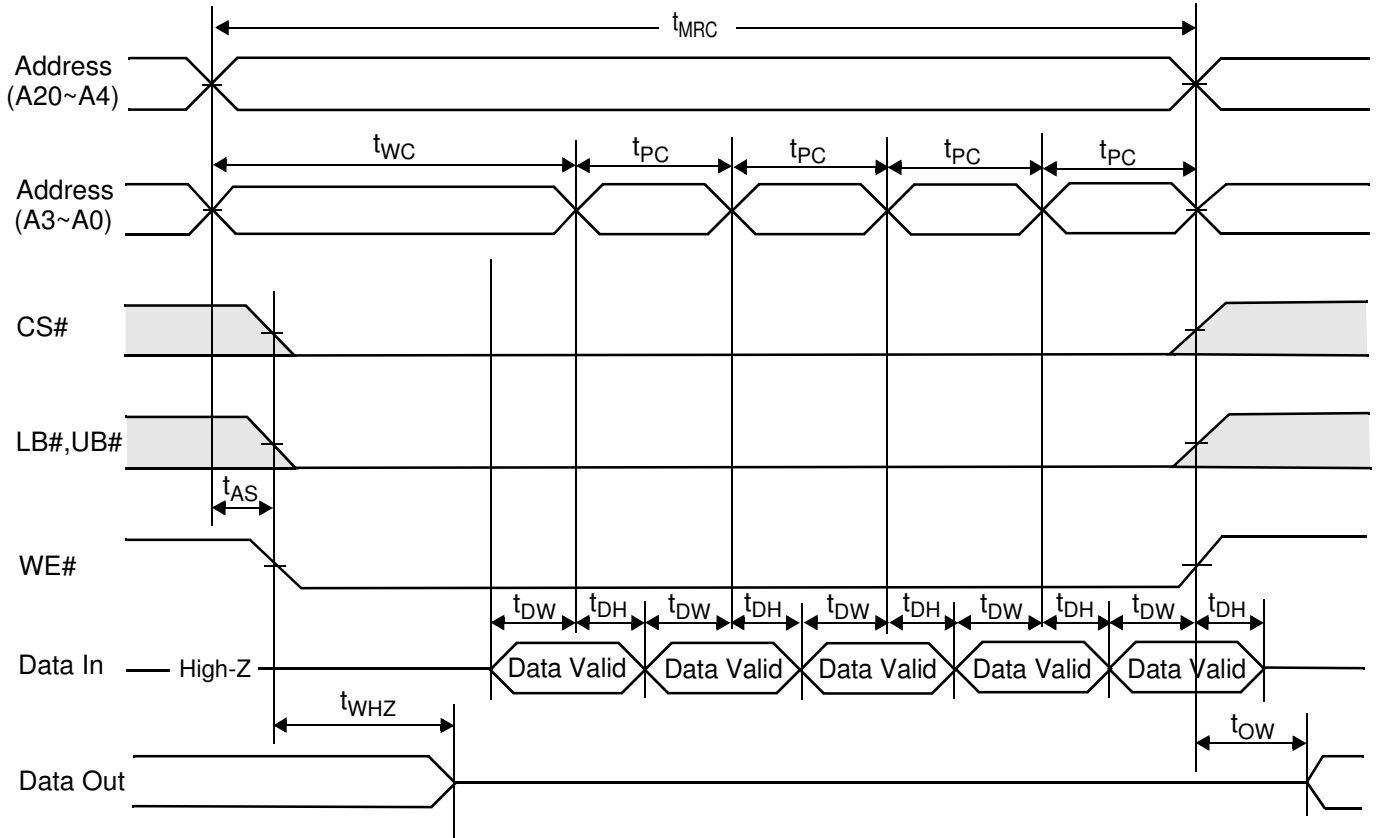 tMRC
Address
(A20~A4)
tWC tPC tPC tPC tPC
Address
(A3~A0)
CS#
LB#,UB#
tAS
WE#
tDW tDH tDW tDH tDW tDH tDW tDH tDW tDH
Data In High-Z Data Valid Data Valid Data Valid Data Valid Data Valid
tWHZ tOW
Data Out